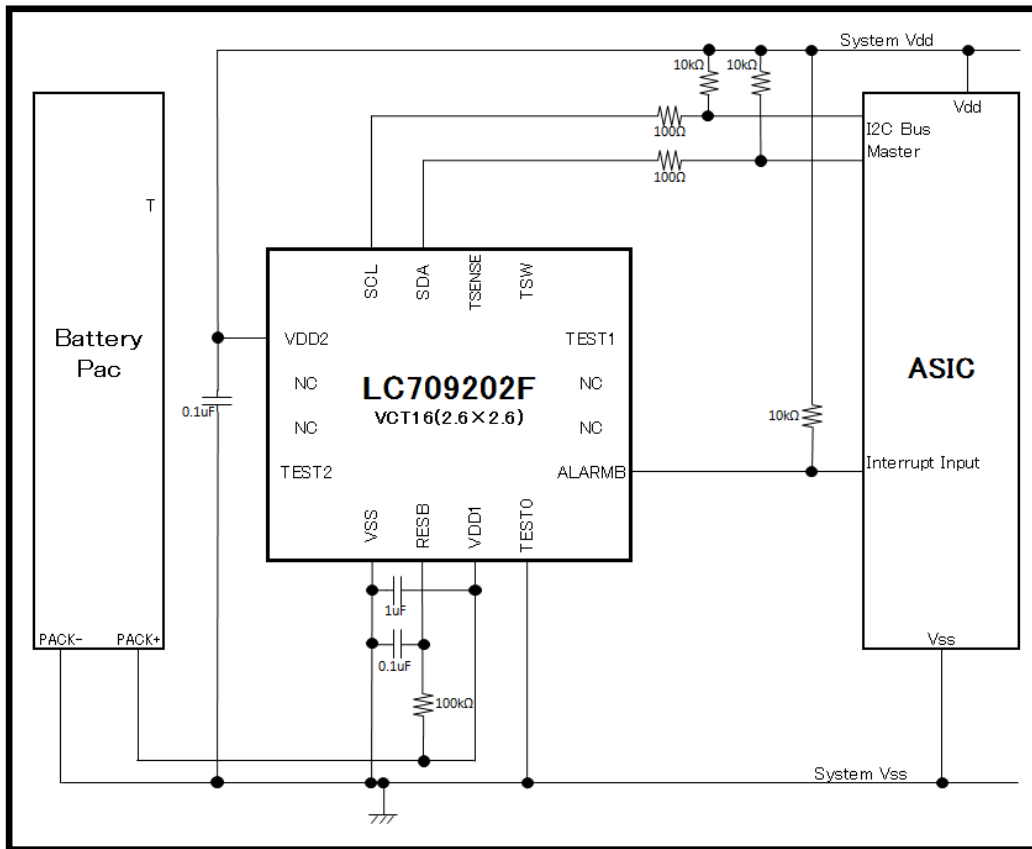 System Vdd
10kΩ
10kΩ
Vdd
100Ω
I2C Bus
Master
100Ω
T
SCL
SDA
TSENSE
TSW
Battery
Pac
VDD2
TEST1
ASIC
NC
LC709202F
NC
0.1uF
VCT16(2.6×2.6)
10kΩ
NC
NC
TEST2
ALARMB
Interrupt Input
VSS
RESB
VDD1
TEST0
1uF
PACK-
PACK+
Vss
0.1uF
100kΩ
System Vss